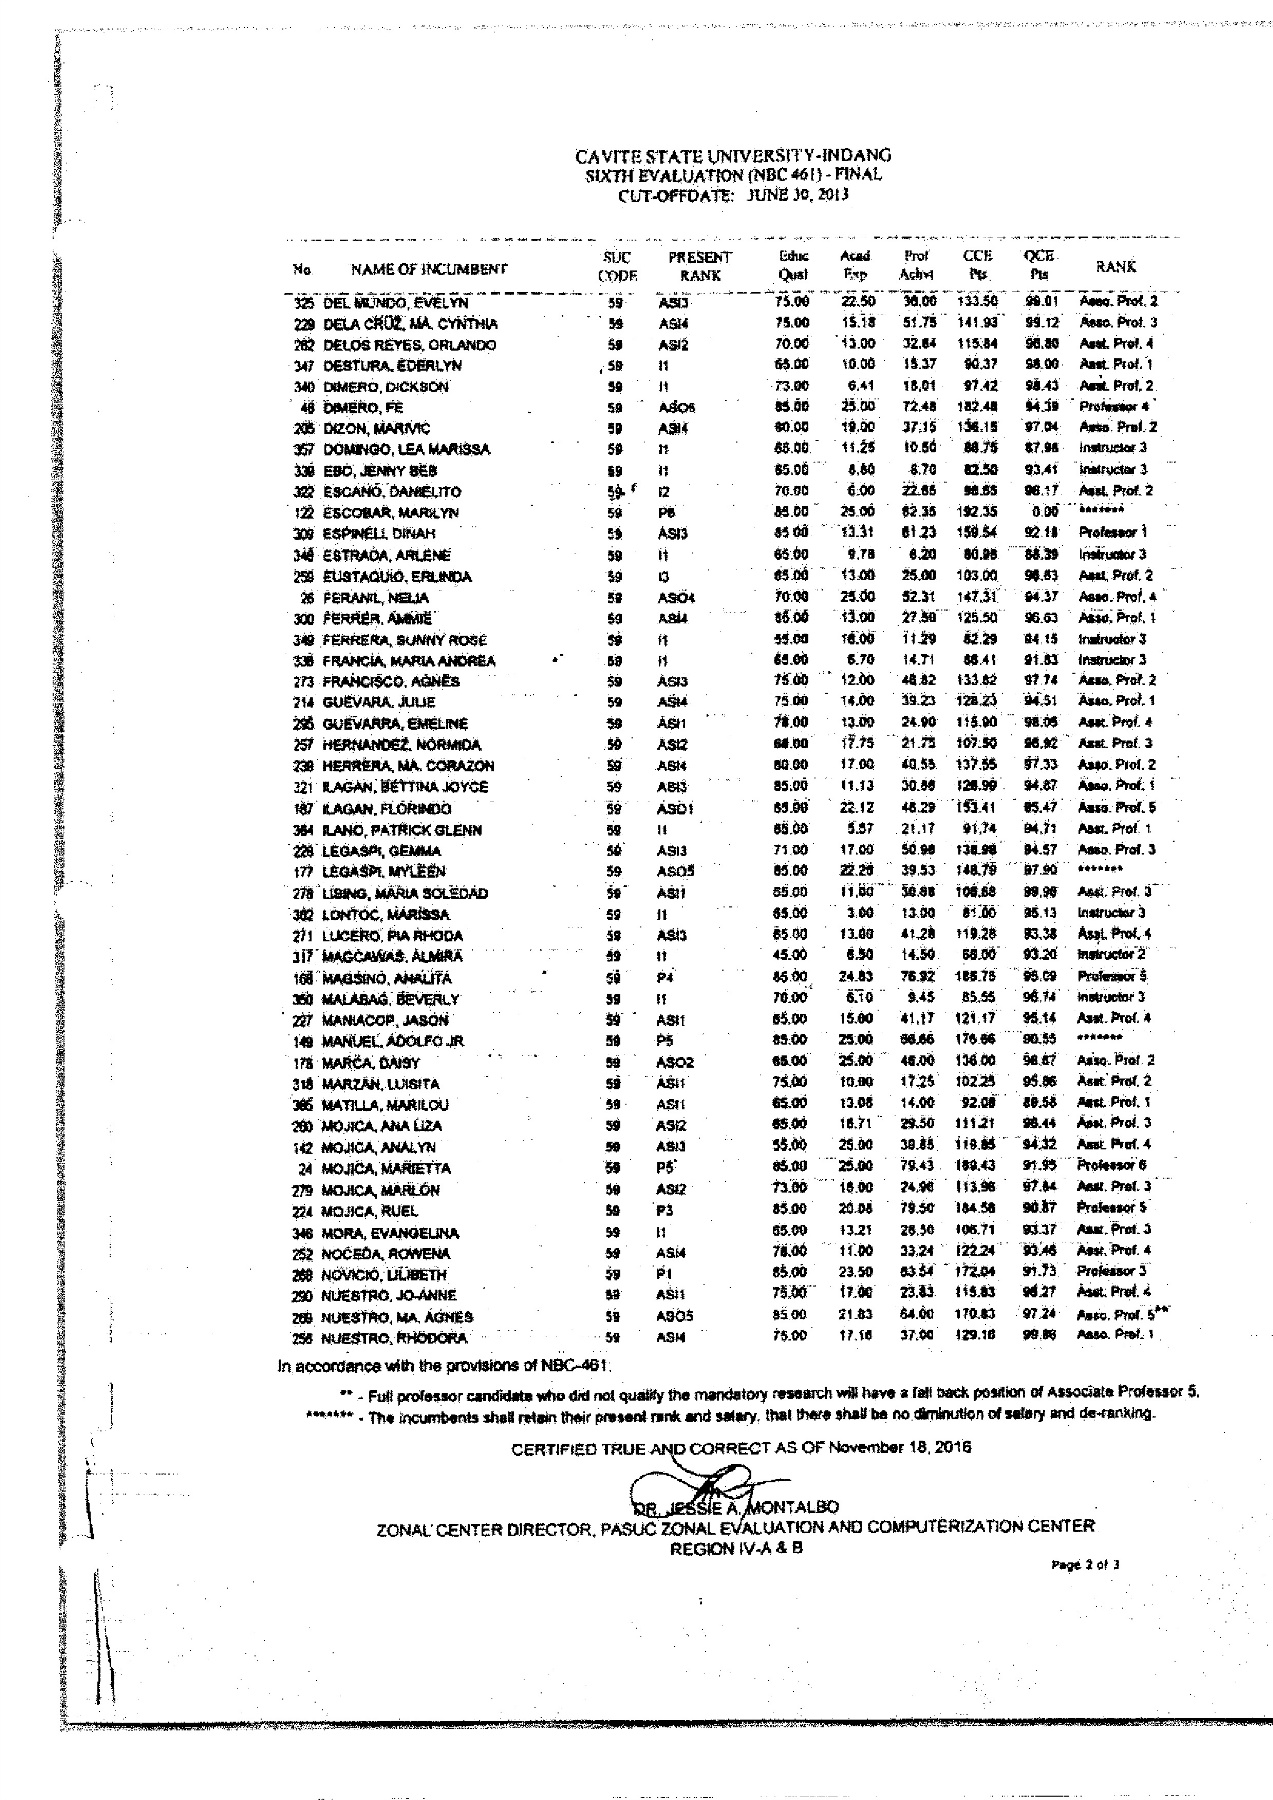 CAVITE STATE UNIVERSITY-INDANG
SIXTH EVALUATION (NBC 461) - FINAL
CUT-OFFDATE: JUNE 30, 2013
No NAME OF INCUMBENT SUC CODE PRESENT RANK Educ Qual Acad Exp Prof Achvt CCE Pts QCE Pts RANK
325 DEL MUNDO, EVELYN 59 ASI3 75.00 22.50 36.00 133.50 99.01 Asso. Prof. 2
229 DELA CRUZ, MA. CYNTHIA 59 ASI4 75.00 15.18 51.75 141.93 99.12 Asso. Prof. 3
262 DELOS REYES, ORLANDO 59 ASI2 70.00 13.00 32.84 115.84 96.80 Asst. Prof. 4
347 DESTURA, EDERLYN 59 I1 65.00 10.00 15.37 90.37 98.00 Asst. Prof. 1
340 DIMERO, DICKSON 59 I1 73.00 6.41 18.01 97.42 98.43 Asst. Prof. 2
46 DIMERO, FE 59 ASO5 85.00 25.00 72.48 182.48 94.39 Professor 4
205 DIZON, MARIVIC 59 ASI4 80.00 19.00 37.15 136.15 97.04 Asso. Prof. 2
357 DOMINGO, LEA MARISSA 59 I1 11.25 10.50 87.96 Instructor 3
EBO, JENNY BEB 59 I1 65.00 8.70 82.50 93.41 Instructor 3
322 ESCANO, DANIELITO 59 I2 70.00 6.00 22.65 98.65 96.17 Asst. Prof. 2
122 ESCOBAR, MARILYN 59 P6 85.00 25.00 82.35 192.35 0.00 *******
309 ESPINELI, DINAH 59 ASI3 85.00 13.31 61.23 159.54 92.18 Professor 1
ESTRADA, ARLENE 59 I1 65.00 9.78 6.20 80.98 88.39 Instructor 3
259 EUSTAQUIO, ERLINDA 59 I3 65.00 13.00 25.00 103.00 96.63 Asst. Prof. 2
26 FERANIL, NELIA 59 ASO4 70.00 25.00 52.31 147.31 94.37 Asso. Prof. 4
300 FERRER, AMMIE 59 ASI4 85.00 13.00 27.50 125.50 96.63 Asso. Prof. 1
349 FERRERA, SUNNY ROSE 59 I1 55.00 16.00 11.29 82.29 94.15 Instructor 3
FRANCIA, MARIA ANDREA 59 I1 65.00 6.70 14.71 86.41 91.83 Instructor 3
273 FRANCISCO, AGNES 59 ASI3 75.00 12.00 46.82 133.82 97.74 Asso. Prof. 2
214 GUEVARA, JULIE 59 ASI4 75.00 14.00 39.23 128.23 94.51 Asso. Prof. 1
295 GUEVARRA, EMELINE 59 ASI1 78.00 13.00 24.90 115.90 98.06 Asst. Prof. 4
257 HERNANDEZ, NORMIDA 59 ASI2 68.00 17.75 21.75 107.50 96.92 Asst. Prof. 3
239 HERRERA, MA. CORAZON 59 ASI4 80.00 17.00 40.55 137.55 97.33 Asso. Prof. 2
321 ILAGAN, BETTINA JOYCE 59 ASI3 85.00 11.13 30.86 126.99 94.87 Asso. Prof. 1
187 ILAGAN, FLORINDO 59 ASO1 85.00 22.12 46.29 153.41 95.47 Asso. Prof. 5
364 ILANO, PATRICK GLENN 59 I1 65.00 5.57 21.17 91.74 94.71 Asst. Prof. 1
228 LEGASPI, GEMMA 59 ASI3 71.00 17.00 50.98 138.98 94.57 Asso. Prof. 3
177 LEGASPI, MYLEEN 59 ASO5 85.00 22.26 39.53 146.79 97.90 *******
278 LIBING, MARIA SOLEDAD 59 ASI1 11.00 99.96 Asst. Prof. 3
362 LONTOC, MARISSA 59 I1 65.00 3.00 13.00 81.00 95.13 Instructor 3
271 LUCERO, PIA RHODA 59 ASI3 65.00 13.00 41.28 119.28 93.38 Asst. Prof. 4
317 MAGCAWAS, ALMIRA 59 I1 45.00 14.50 93.20 Instructor 2
168 MAGSINO, ANALITA 59 P4 85.00 24.83 76.92 186.75 95.09 Professor 5
350 MALABAG, BEVERLY 59 I1 70.00 6.10 9.45 85.55 96.74 Instructor 3
227 MANIACOP, JASON 59 ASI1 65.00 15.00 41.17 121.17 95.14 Asst. Prof. 4
149 MANUEL, ADOLFO JR 59 P5 85.00 25.00 66.66 176.66 90.55 *******
178 MARCA, DAISY 59 ASO2 65.00 25.00 46.00 136.00 98.67 Asso. Prof. 2
318 MARZAN, LUISITA 59 ASI1 75.00 10.00 17.25 102.25 95.86 Asst. Prof. 2
365 MATILLA, MARILOU 59 ASI1 65.00 13.08 14.00 92.08 89.58 Asst. Prof. 1
260 MOJICA, ANA LIZA 59 ASI2 65.00 16.71 29.50 111.21 98.44 Asst. Prof. 3
142 MOJICA, ANALYN 59 ASI3 55.00 25.00 39.85 119.85 94.32 Asst. Prof. 4
24 MOJICA, MARIETTA 59 P5 85.00 25.00 79.43 189.43 91.95 Professor 6
279 MOJICA, MARLON 59 ASI2 73.00 16.00 24.96 113.96 97.84 Asst. Prof. 3
224 MOJICA, RUEL 59 P3 85.00 20.08 79.50 184.58 90.87 Professor 5
346 MORA, EVANGELINA 59 I1 65.00 13.21 28.50 106.71 93.37 Asst. Prof. 3
252 NOCEDA, ROWENA 59 ASI4 78.00 11.00 33.24 122.24 93.46 Asst. Prof. 4
268 NOVICIO, LILIBETH 59 P1 85.00 23.50 63.54 172.04 91.73 Professor 3
290 NUESTRO, JO-ANNE 59 ASI1 75.00 17.00 23.83 115.83 96.27 Asst. Prof. 4
269 NUESTRO, MA. AGNES 59 ASO5 85.00 21.83 64.00 170.83 97.24 Asso. Prof. 5**
256 NUESTRO, RHODORA 59 ASI4 75.00 17.16 37.00 129.16 99.86 Asso. Prof. 1
In accordance with the provisions of NBC-461:
** - Full professor candidate who did not qualify the mandatory research will have a fall back position of Associate Professor 5.
******* - The incumbents shall retain their present rank and salary, that there shall be no diminution of salary and de-ranking.
CERTIFIED TRUE AND CORRECT AS OF November 18, 2016
DR. JESSIE A. MONTALBO
ZONAL CENTER DIRECTOR, PASUC ZONAL EVALUATION AND COMPUTERIZATION CENTER
REGION IV-A & B
Page 2 of 3